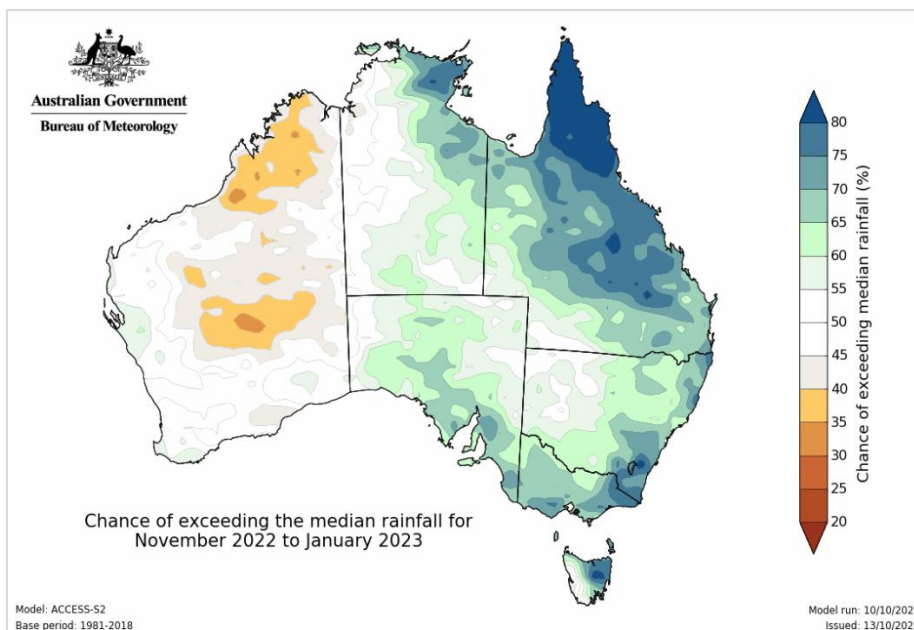 Australian Government
Bureau of Meteorology
80
75
70
65
60
55
50
45
40
35
30
25
20
Chance of exceeding median rainfall (%)
Chance of exceeding the median rainfall for
November 2022 to January 2023
Model: ACCESS-S2
Base period: 1981-2018
Model run: 10/10/202
Issued: 13/10/202